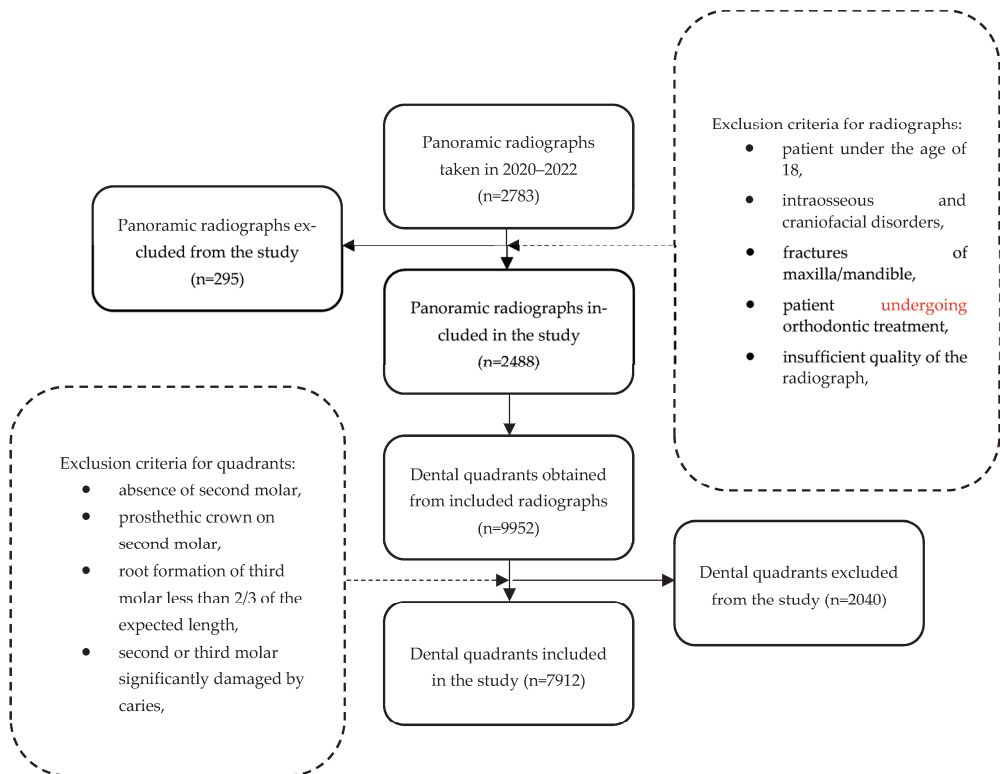 Exclusion criteria for radiographs:
● patient under the age of
18,
● intraosseous and
craniofacial disorders,
● fractures of
maxilla/mandible,
● patient undergoing
orthodontic treatment,
● insufficient quality of the
radiograph,
Panoramic radiographs
taken in 2020–2022
(n=2783)
Panoramic radiographs ex-
cluded from the study
(n=295)
Panoramic radiographs in-
cluded in the study
(n=2488)
Dental quadrants obtained
from included radiographs
(n=9952)
Exclusion criteria for quadrants:
● absence of second molar,
● prosthethic crown on
second molar,
● root formation of third
molar less than 2/3 of the
expected length,
● second or third molar
significantly damaged by
caries,
Dental quadrants excluded
from the study (n=2040)
Dental quadrants included
in the study (n=7912)